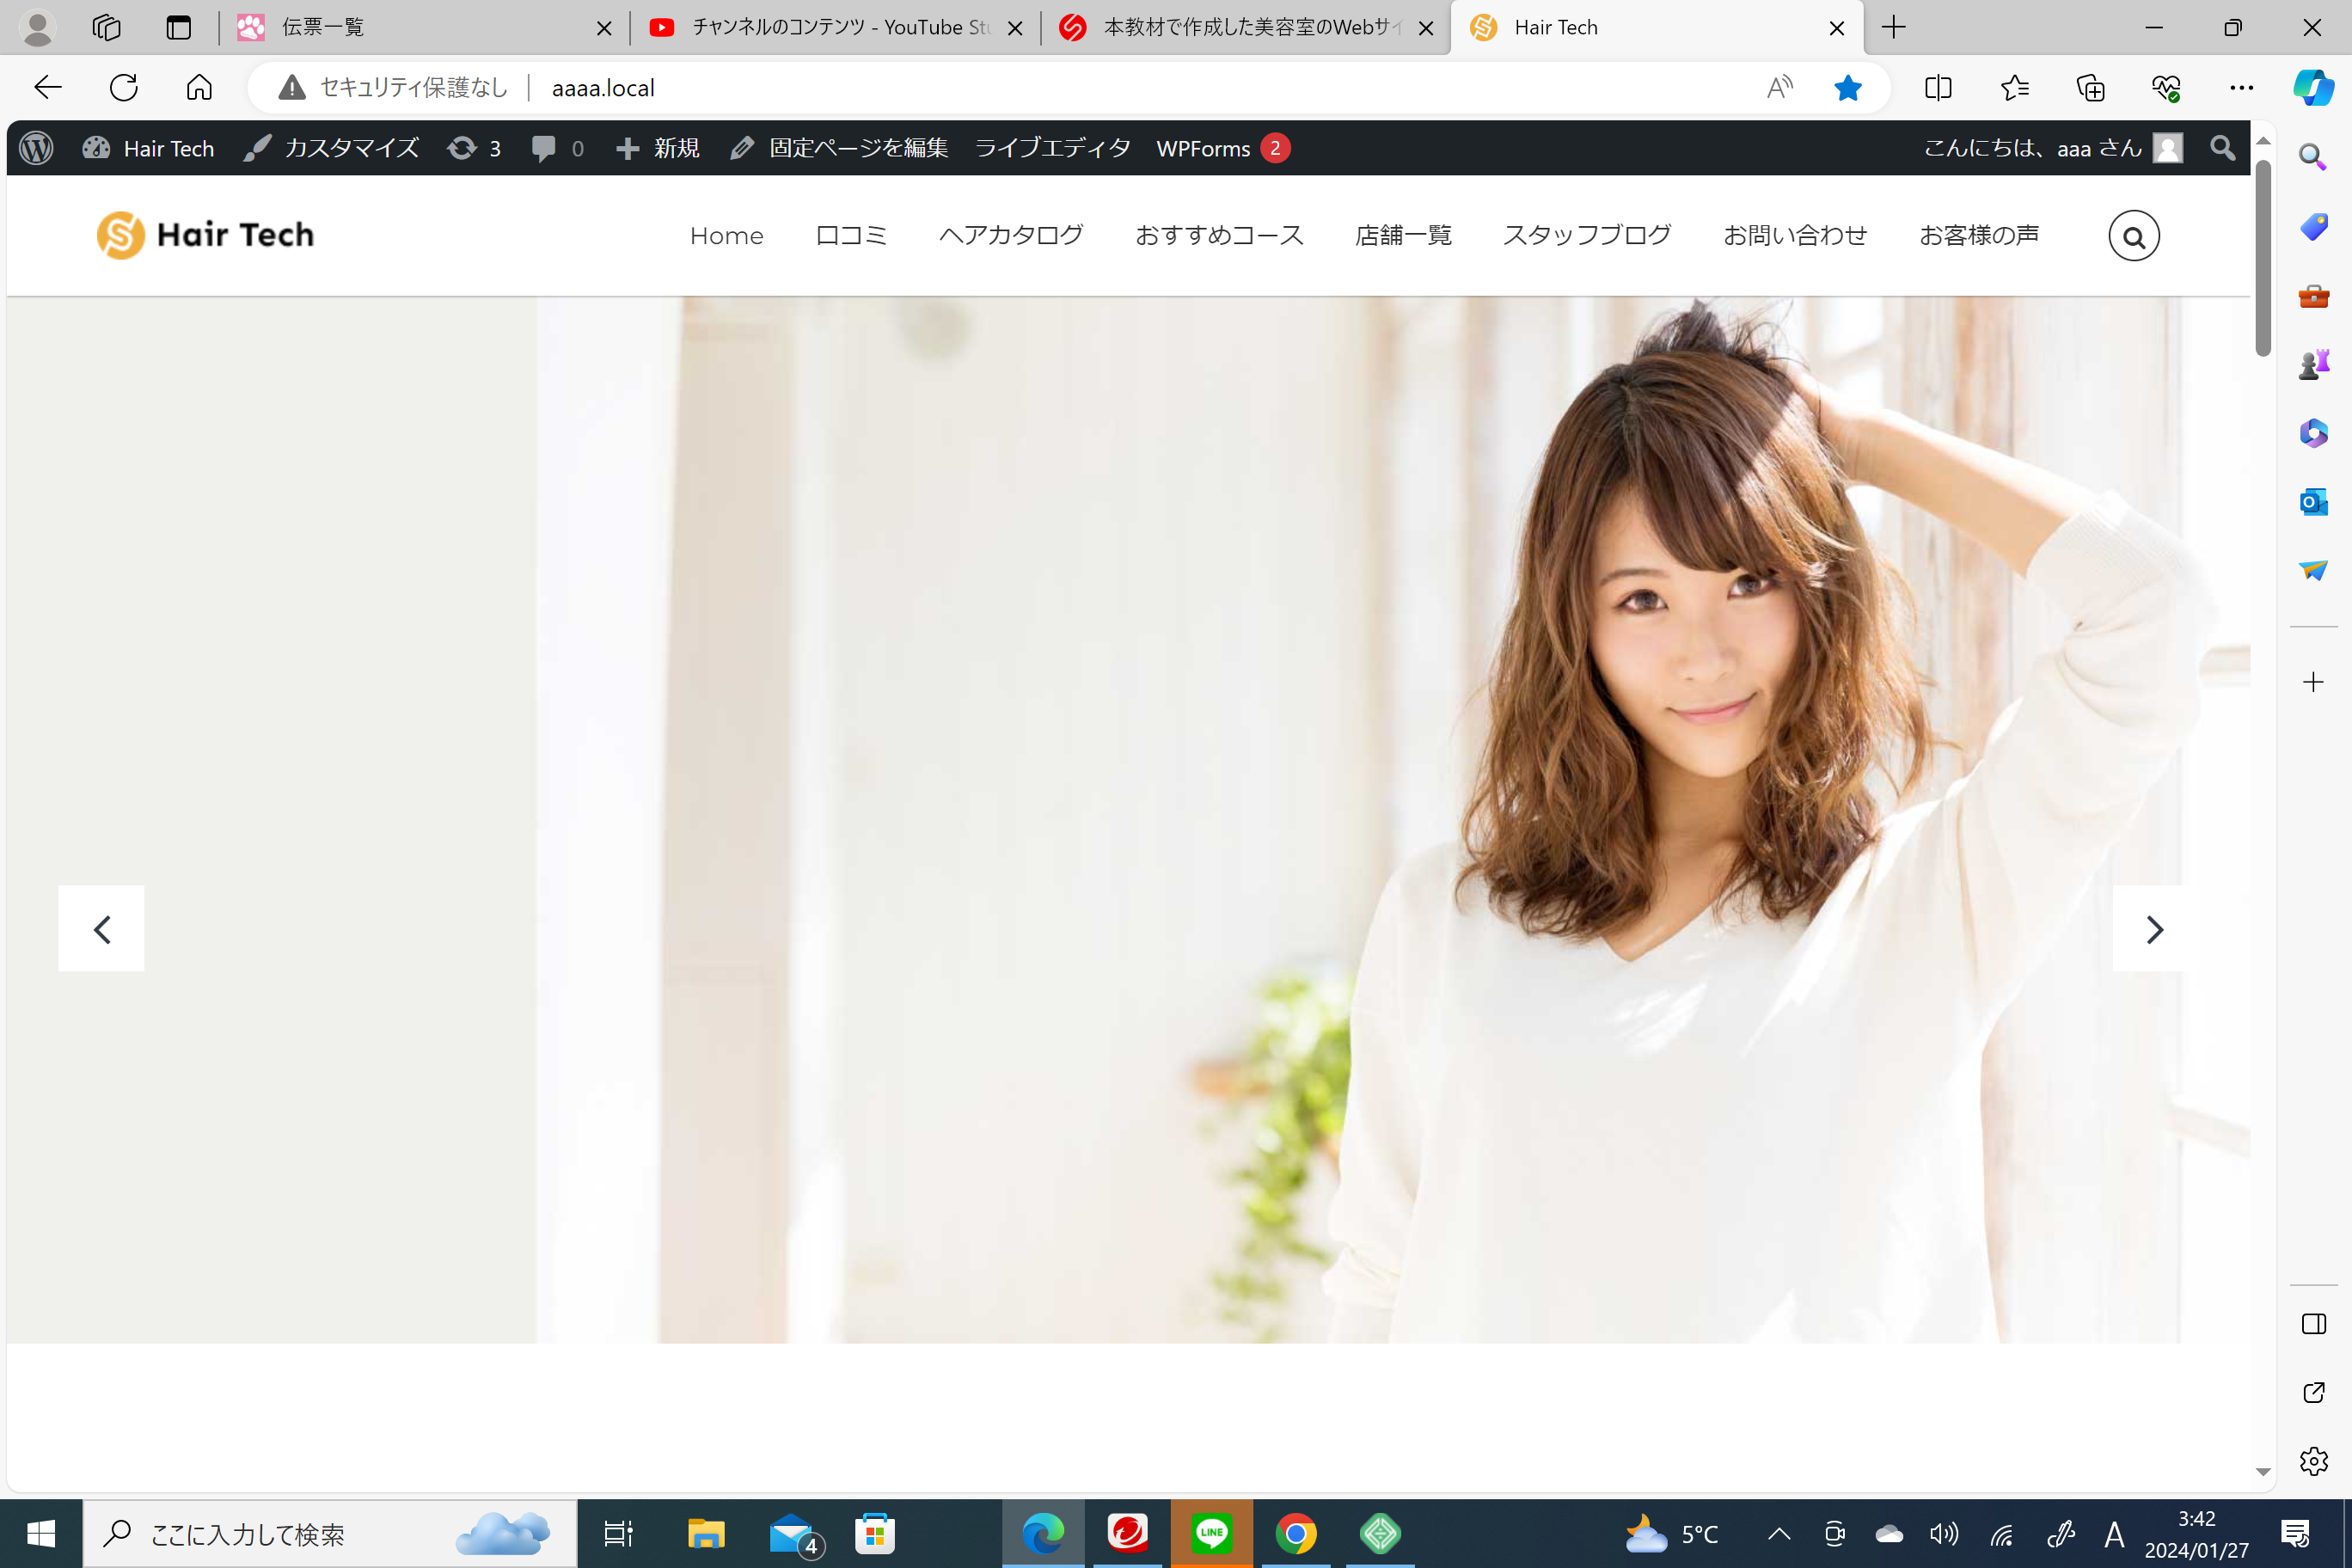 伝票一覧
チャンネルのコンテンツ - YouTube Stu
本教材で作成した美容室のWebサイ
Hair Tech
セキュリティ保護なし
aaaa.local
Hair Tech
カスタマイズ
3
0
新規
固定ページを編集
ライブエディタ
WPForms
2
こんにちは、aaa さん
Hair Tech
Home
口コミ
ヘアカタログ
おすすめコース
店舗一覧
スタッフブログ
お問い合わせ
お客様の声
ここに入力して検索
4
LINE
5°C
A
3:42
2024/01/27